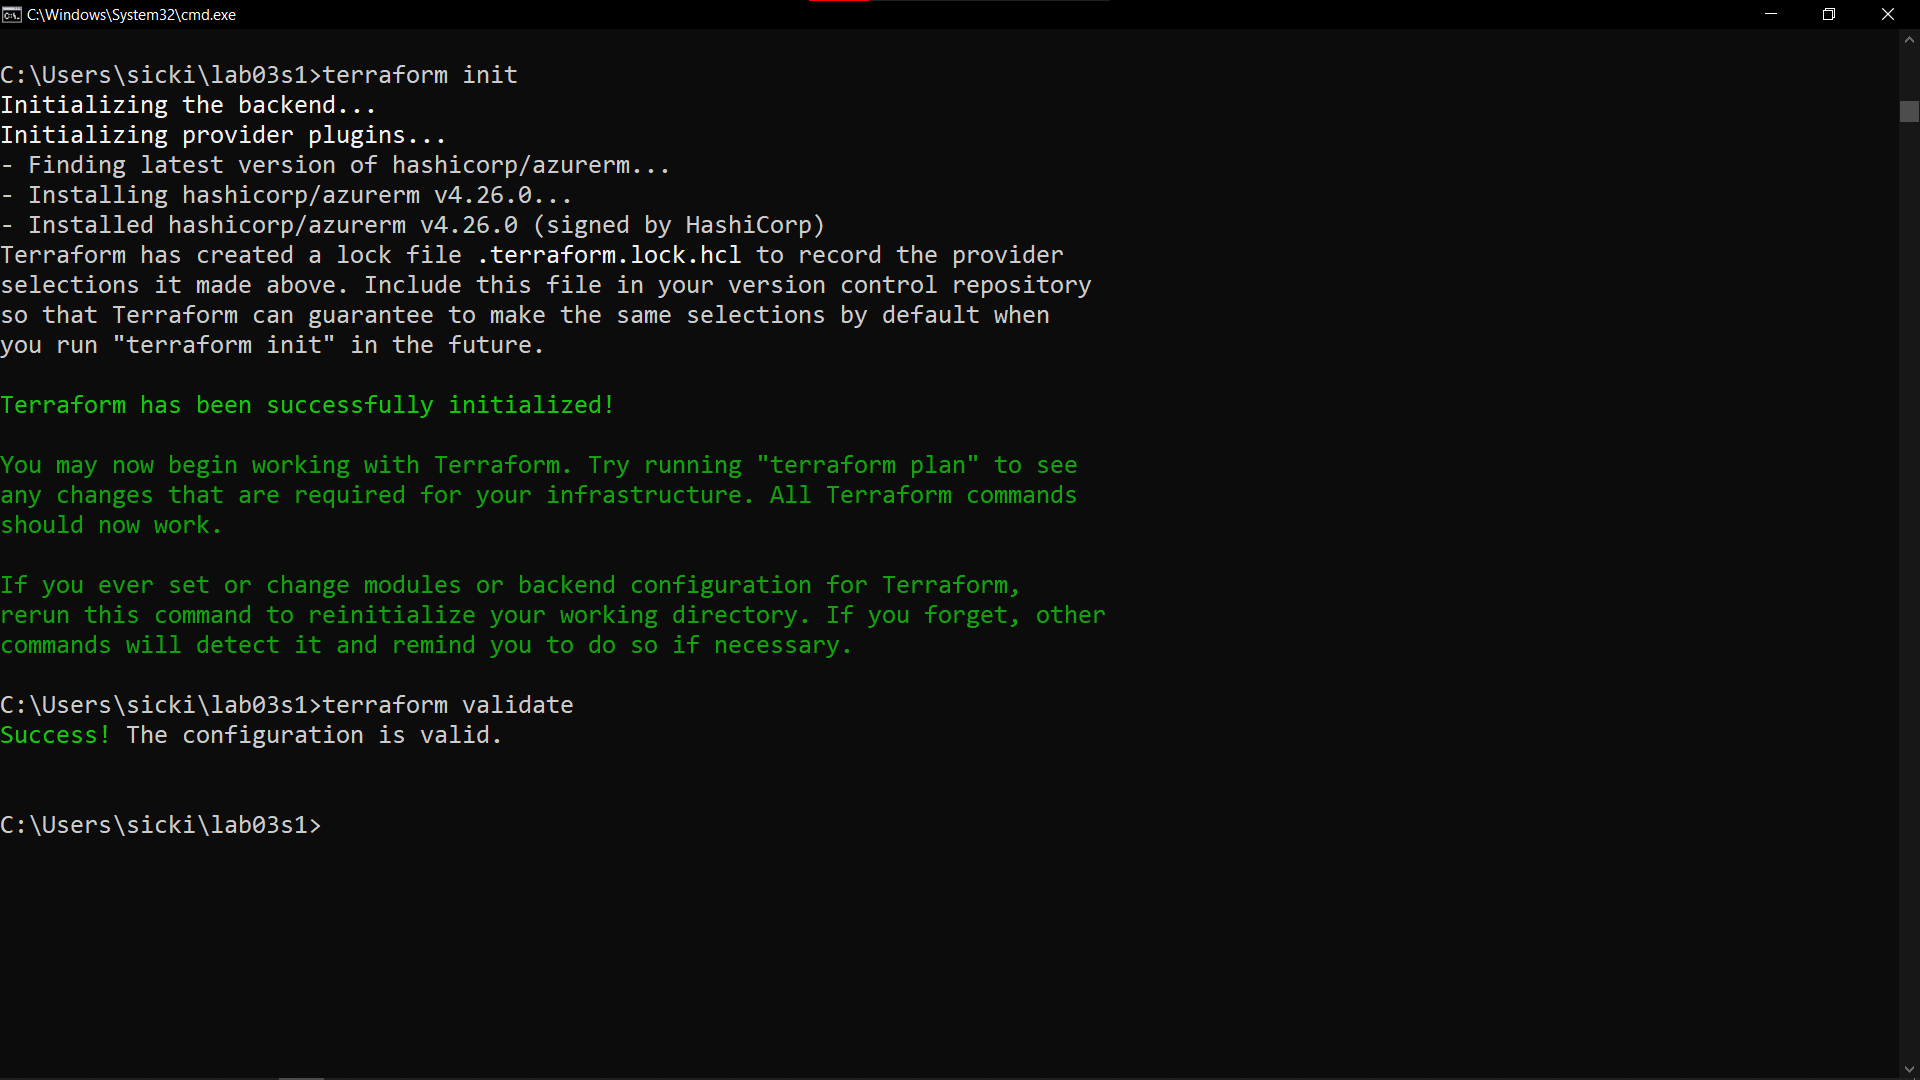 C:\Windows\System32\cmd.exe
C:\Users\sicki\lab03s1>terraform init
Initializing the backend...
Initializing provider plugins...
- Finding latest version of hashicorp/azurerm...
- Installing hashicorp/azurerm v4.26.0...
- Installed hashicorp/azurerm v4.26.0 (signed by HashiCorp)
Terraform has created a lock file .terraform.lock.hcl to record the provider
selections it made above. Include this file in your version control repository
so that Terraform can guarantee to make the same selections by default when
you run "terraform init" in the future.
Terraform has been successfully initialized!
You may now begin working with Terraform. Try running "terraform plan" to see
any changes that are required for your infrastructure. All Terraform commands
should now work.
If you ever set or change modules or backend configuration for Terraform,
rerun this command to reinitialize your working directory. If you forget, other
commands will detect it and remind you to do so if necessary.
C:\Users\sicki\lab03s1>terraform validate
Success! The configuration is valid.
C:\Users\sicki\lab03s1>